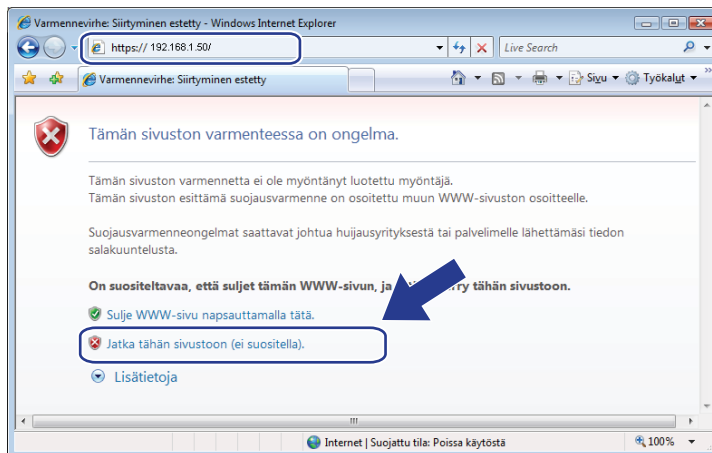 Varmennevirhe: Siirtyminen estetty - Windows Internet Explorer
https:// 192.168.1.50/
Live Search
Varmennevirhe: Siirtyminen estetty
Sivu
Työkalut
»
Tämän sivuston varmenteessa on ongelma.
Tämän sivuston varmennetta ei ole myöntänyt luotettu myöntäjä.
Tämän sivuston esittämä suojausvarmenne on osoitettu muun WWW-sivuston osoitteelle.
Suojausvarmenneongelmat saattavat johtua huijausyrityksestä tai palvelimelle lähettämäsi tiedon
salakuuntelusta.
On suositeltavaa, että suljet tämän WWW-sivun, ja tähän sivustoon.
Sulje WWW-sivu napsauttamalla tätä.
Jatka tähän sivustoon (ei suositella).
Lisätietoja
Internet | Suojattu tila: Poissa käytöstä
100%